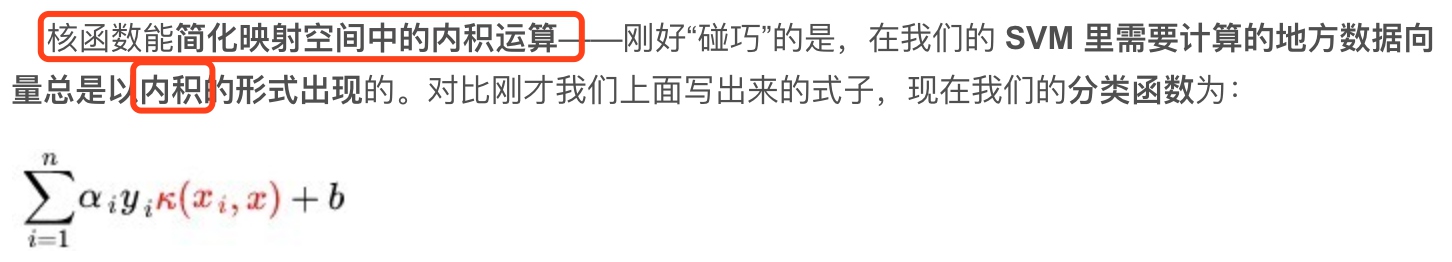 核函数能简化映射空间中的内积运算——刚好“碰巧”的是，在我们的 SVM 里需要计算的地方数据向
量总是以内积的形式出现的。对比刚才我们上面写出来的式子，现在我们的分类函数为：
n
∑ α_i y_i κ(x_i, x) + b
i=1